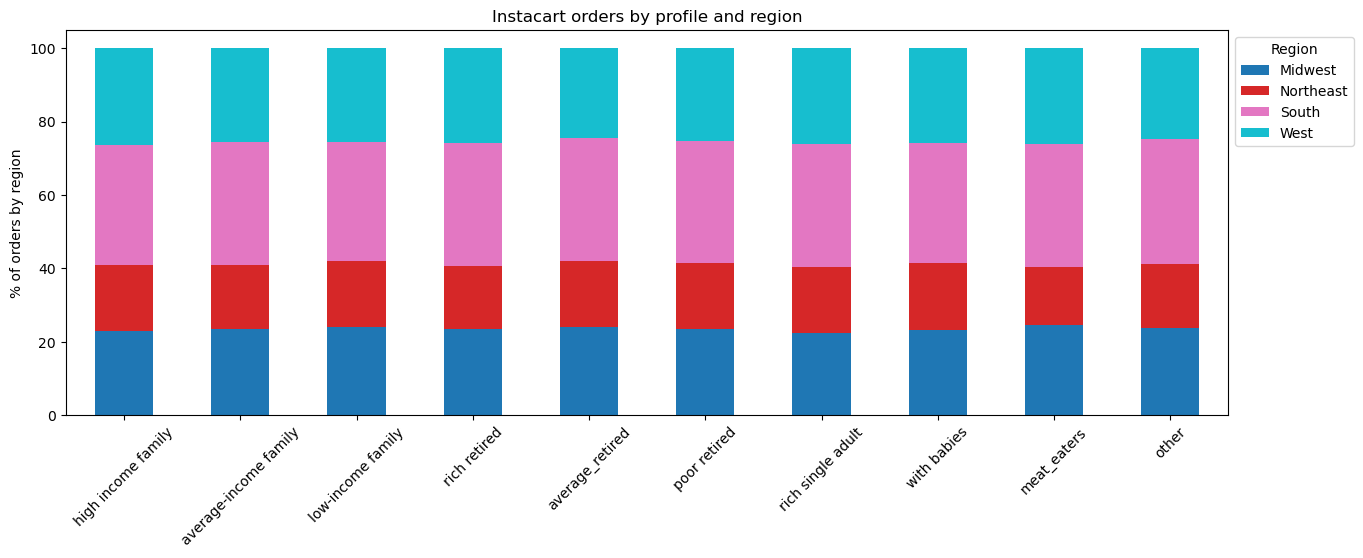 Instacart orders by profile and region
% of orders by region
100
80
60
40
20
0
high income family
average-income family
low-income family
rich retired
average_retired
poor retired
rich single adult
with babies
meat_eaters
other
Region
Midwest
Northeast
South
West